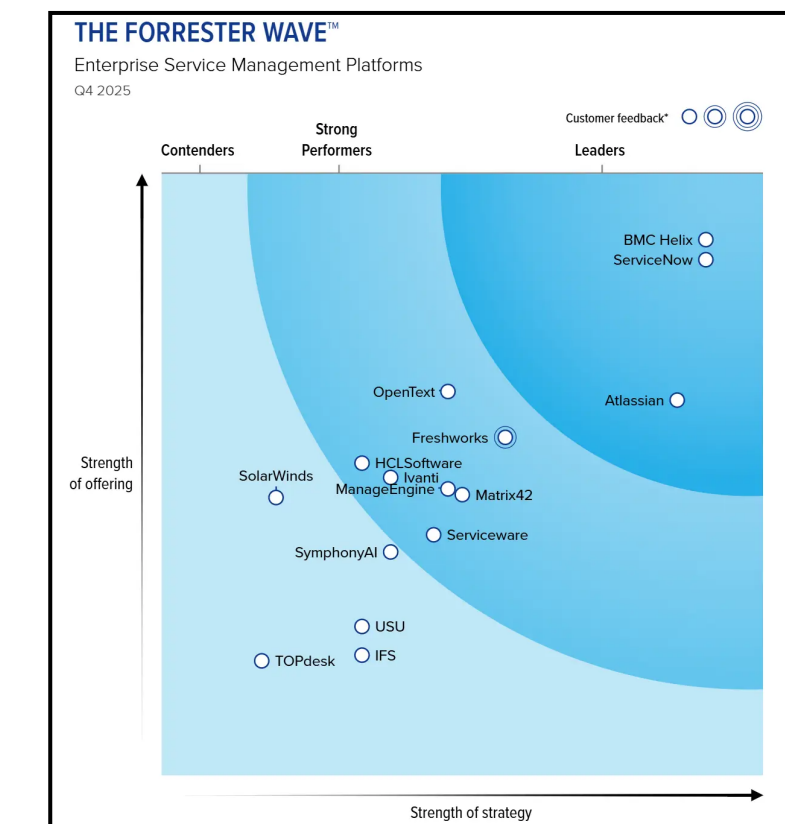 THE FORRESTER WAVE™
Enterprise Service Management Platforms
Q4 2025
Customer feedback*
Contenders
Strong
Performers
Leaders
BMC Helix
ServiceNow
OpenText
Atlassian
Freshworks
HCLSoftware
Ivanti
SolarWinds
ManageEngine
Matrix42
Serviceware
SymphonyAI
USU
IFS
TOPdesk
Strength
of offering
Strength of strategy